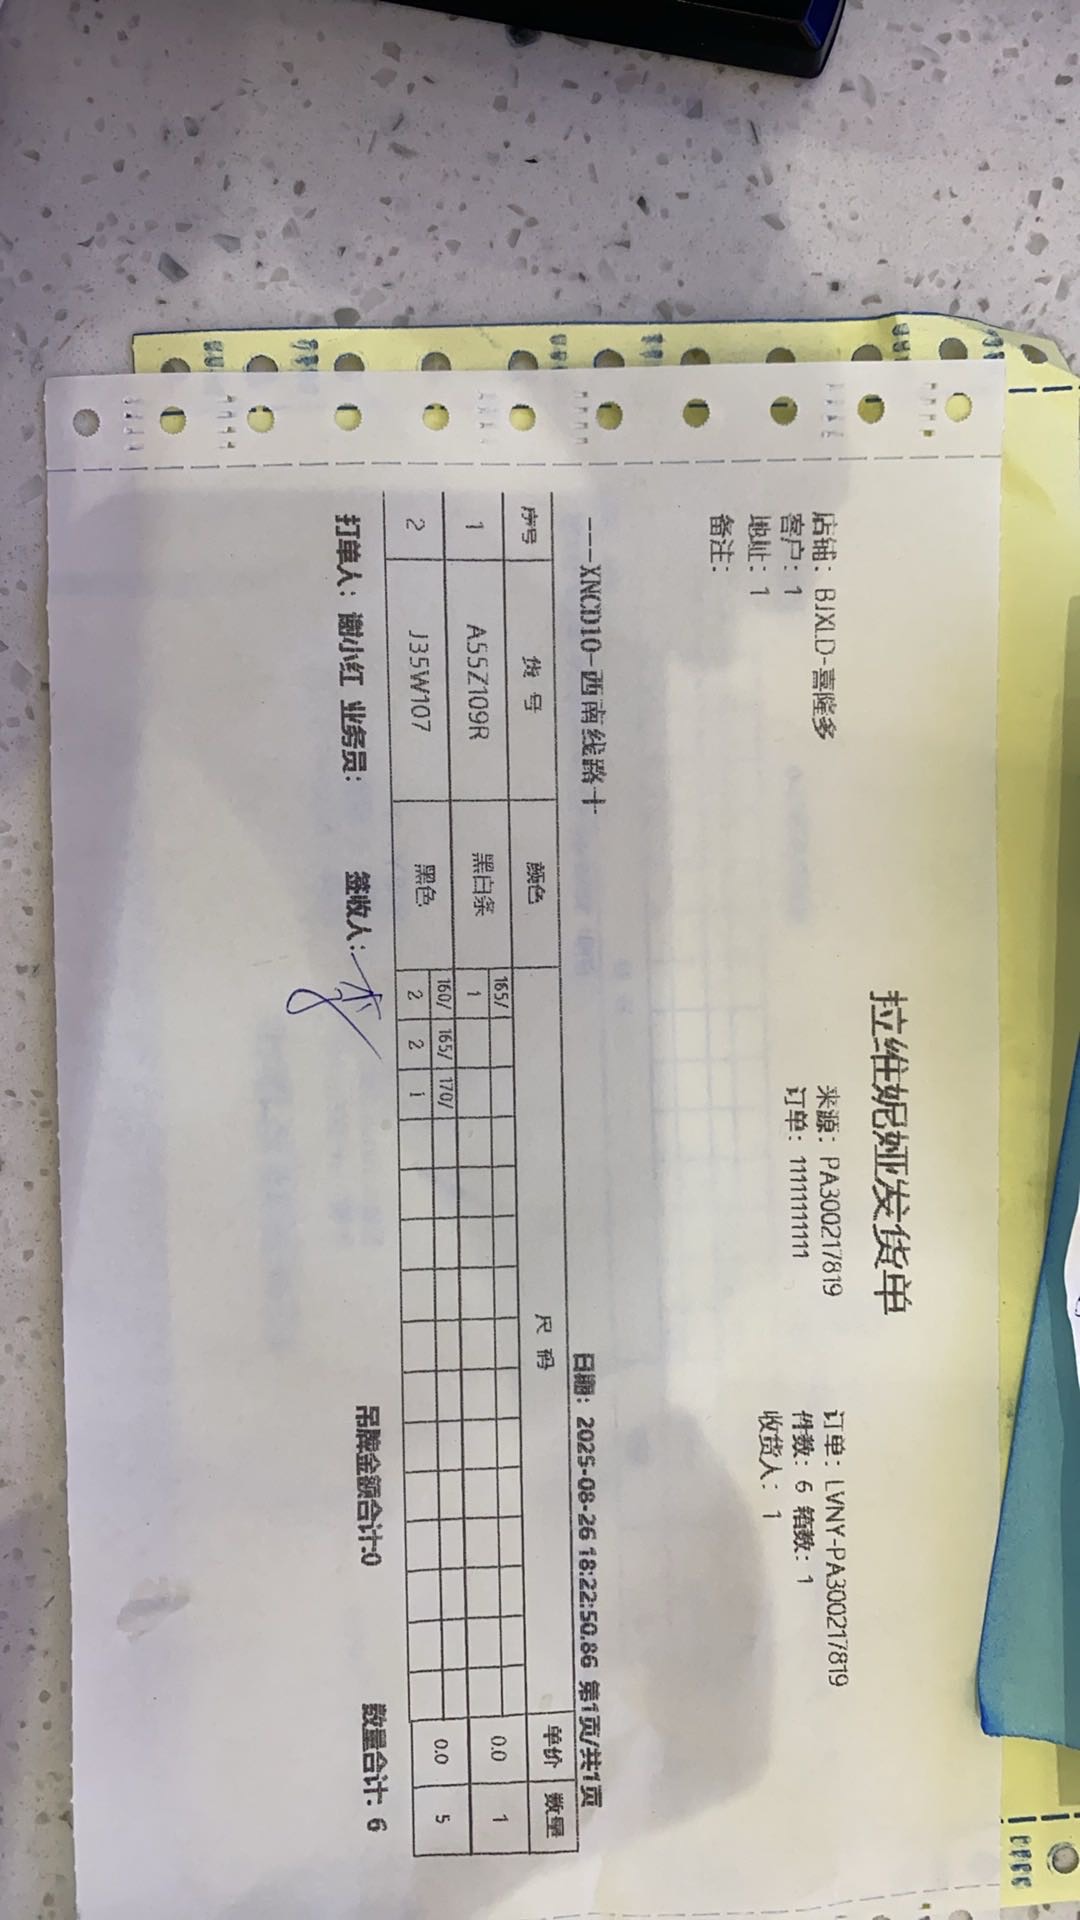 拉维妮娅发货单
店铺：BJXLD-喜隆多 来源：PA300217819 订单：LVNY-PA300217819
客户：1 订单：1111111111 件数：6 箱数：1
地址：1 收货人：1
备注：
---XNCD10-西南线路十 日期：2025-08-26 18:22:50.86 第1页/共1页
序号 货号 颜色 尺码 单价 数量
165/
1 A55Z109R 黑白条 1 0.0 1
160/ 165/ 170/
2 J35W107 黑色 2 2 1 0.0 5
打单人：谢小红 业务员： 签收人： 吊牌金额合计:0 数量合计: 6